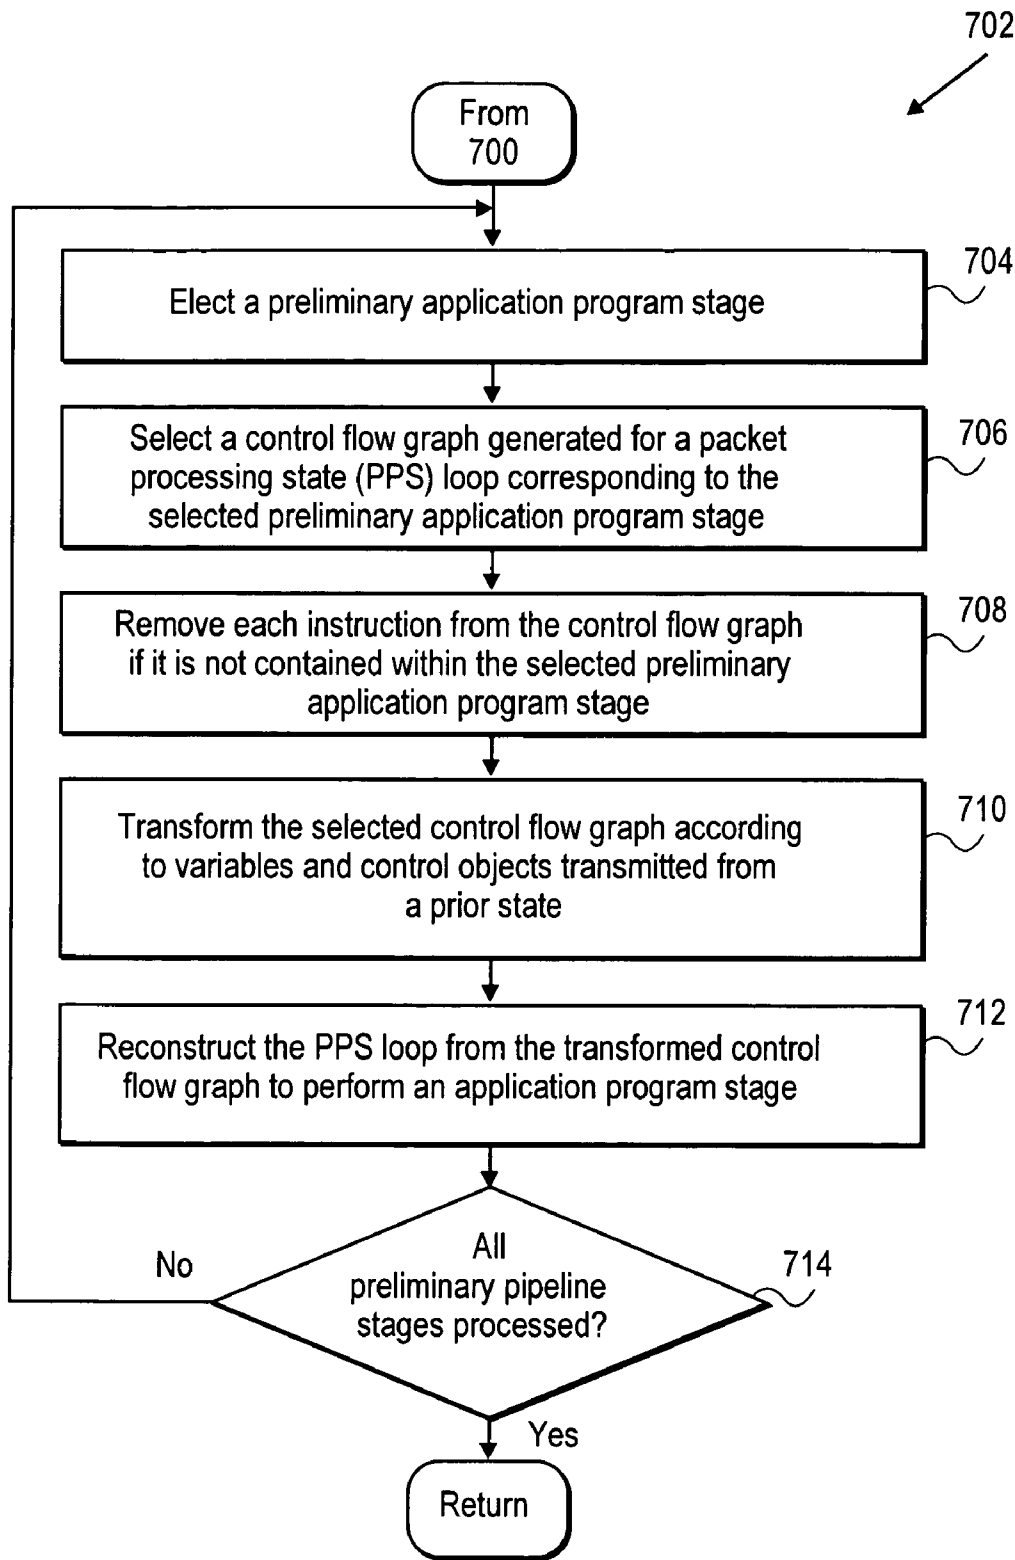 702
From
700
704
Elect a preliminary application program stage
706
Select a control flow graph generated for a packet
processing state (PPS) loop corresponding to the
selected preliminary application program stage
708
Remove each instruction from the control flow graph
if it is not contained within the selected preliminary
application program stage
710
Transform the selected control flow graph according
to variables and control objects transmitted from
a prior state
712
Reconstruct the PPS loop from the transformed control
flow graph to perform an application program stage
714
No
All
preliminary pipeline
stages processed?
Yes
Return